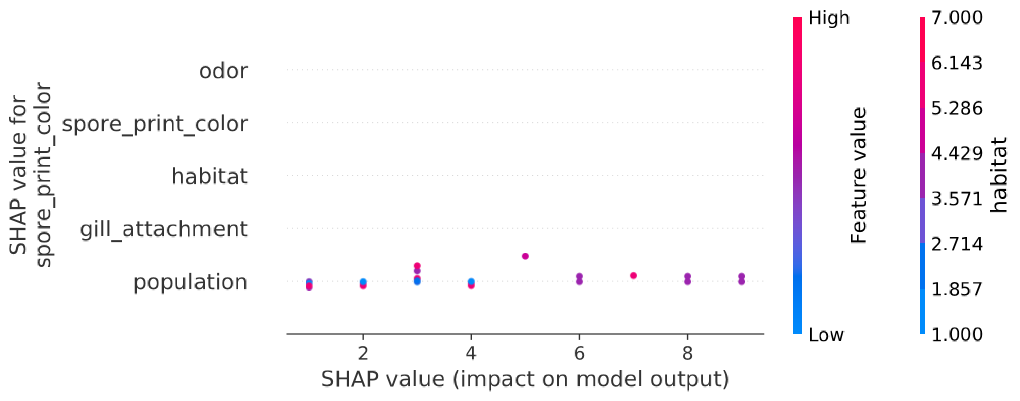 SHAP value for
spore_print_color
odor
spore_print_color
habitat
gill_attachment
population
2
4
6
8
SHAP value (impact on model output)
High
Low
Feature value
7.000
6.143
5.286
4.429
3.571
2.714
1.857
1.000
habitat